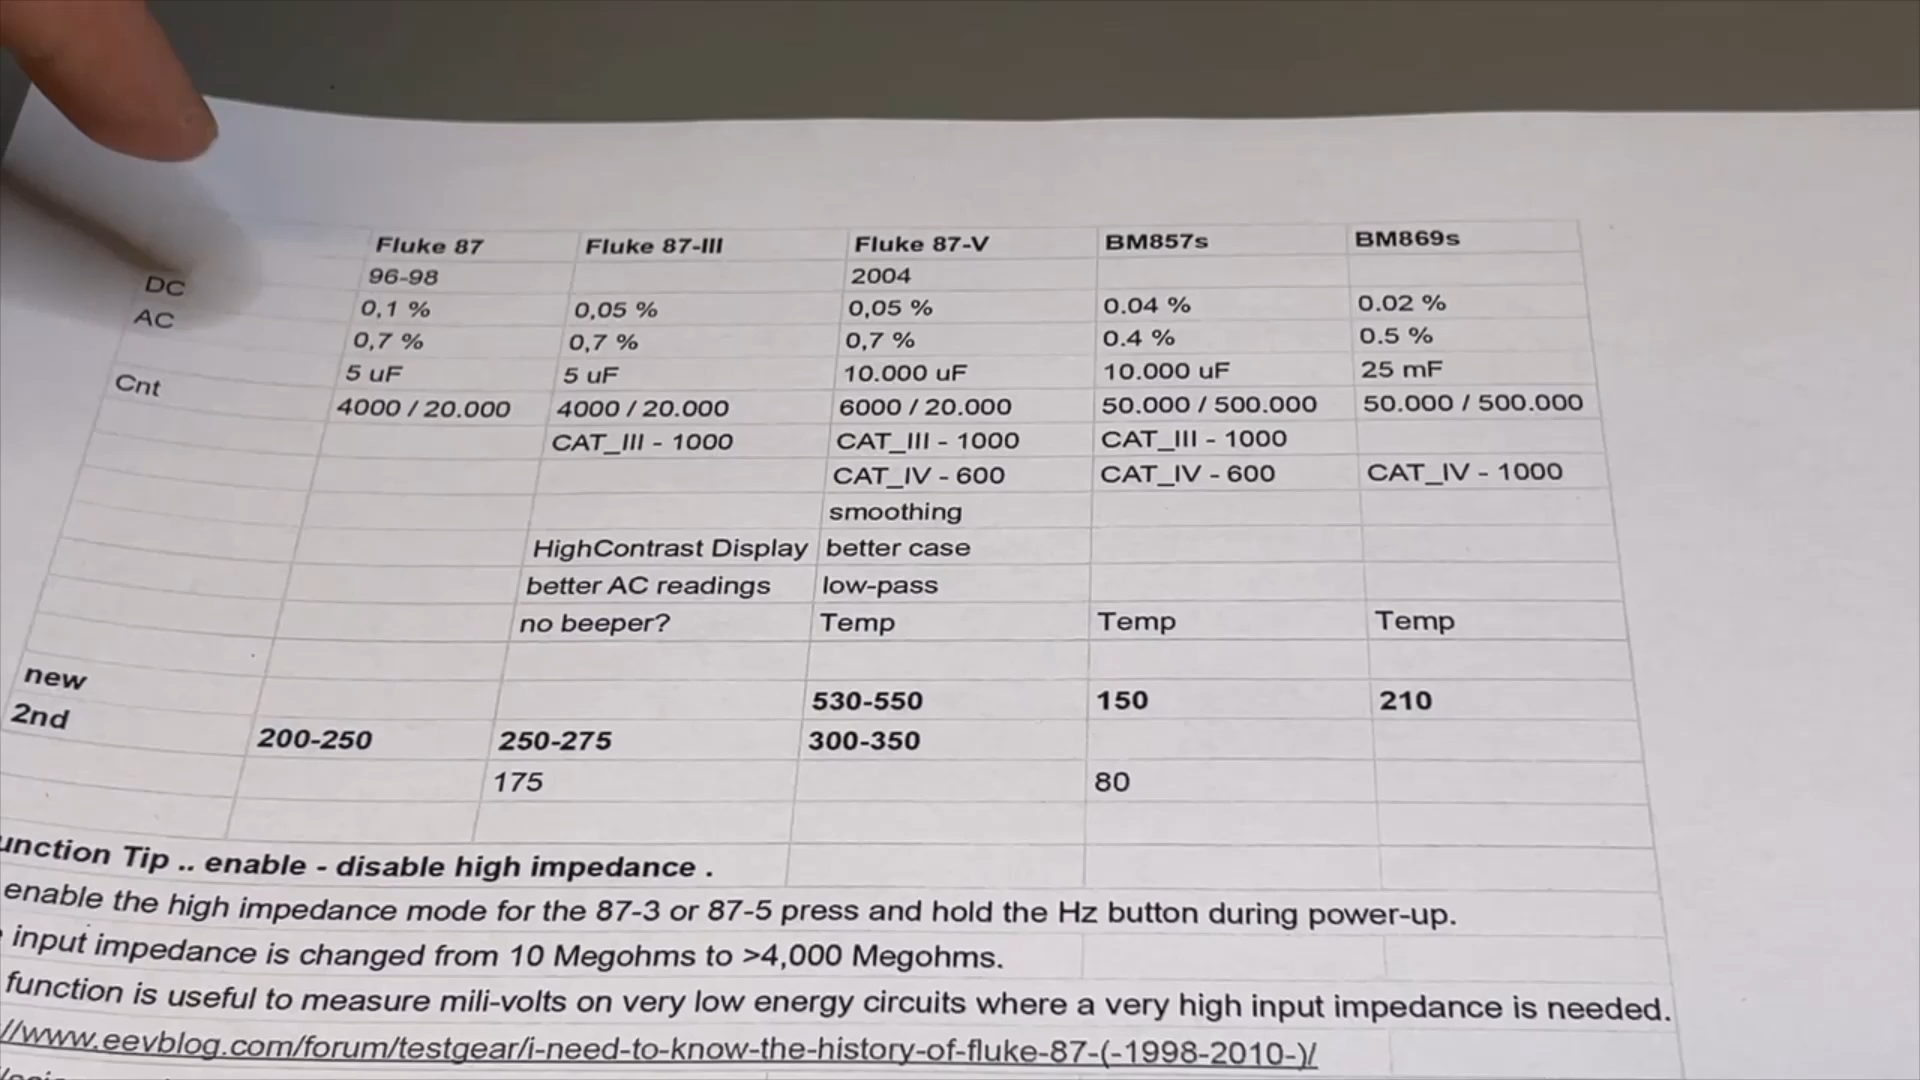 Fluke 87 Fluke 87-III Fluke 87-V BM857s BM869s
96-98 2004
DC 0,1 % 0,05 % 0,05 % 0.04 % 0.02 %
AC 0,7 % 0,7 % 0,7 % 0.4 % 0.5 %
5 uF 5 uF 10.000 uF 10.000 uF 25 mF
Cnt 4000 / 20.000 4000 / 20.000 6000 / 20.000 50.000 / 500.000 50.000 / 500.000
CAT_III - 1000 CAT_III - 1000 CAT_III - 1000
CAT_IV - 600 CAT_IV - 600 CAT_IV - 1000
smoothing
HighContrast Display better case
better AC readings low-pass
no beeper? Temp Temp Temp
new 530-550 150 210
2nd 200-250 250-275 300-350
175 80
unction Tip .. enable - disable high impedance .
enable the high impedance mode for the 87-3 or 87-5 press and hold the Hz button during power-up.
input impedance is changed from 10 Megohms to >4,000 Megohms.
function is useful to measure mili-volts on very low energy circuits where a very high input impedance is needed.
//www.eevblog.com/forum/testgear/i-need-to-know-the-history-of-fluke-87-(-1998-2010-)/